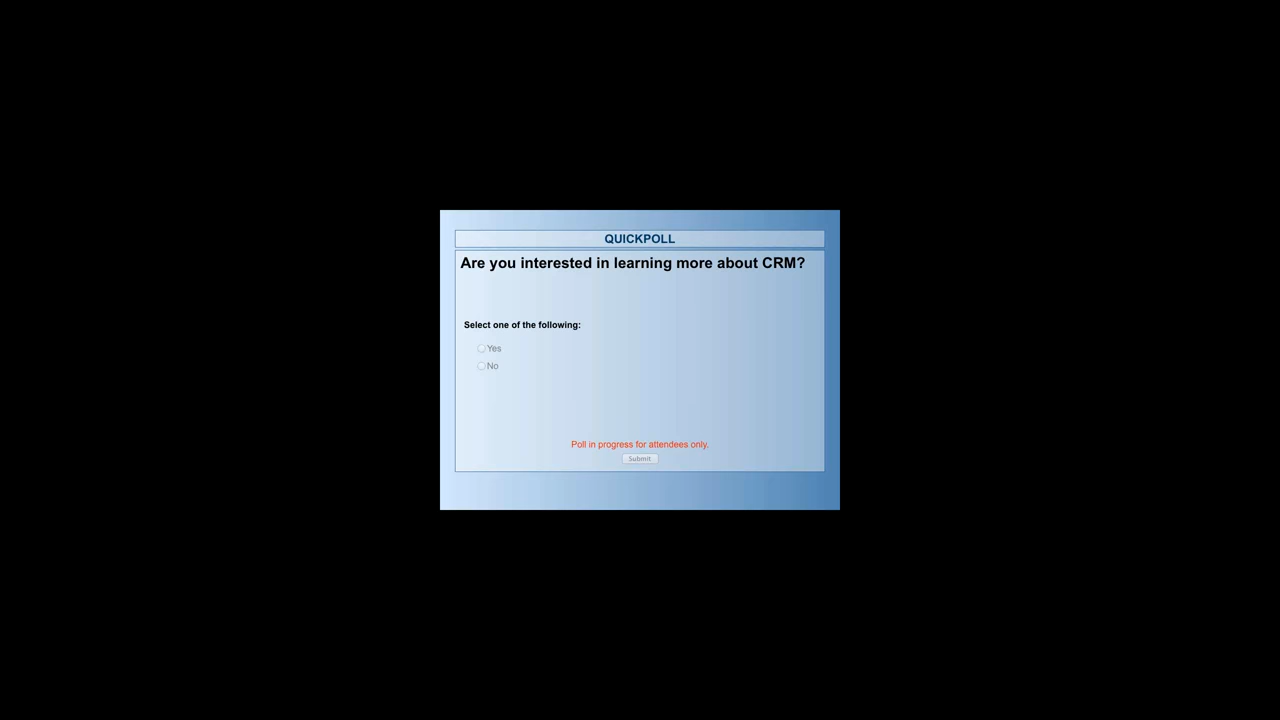 QUICKPOLL
Are you interested in learning more about CRM?
Select one of the following:
Yes
No
Poll in progress for attendees only.
Submit